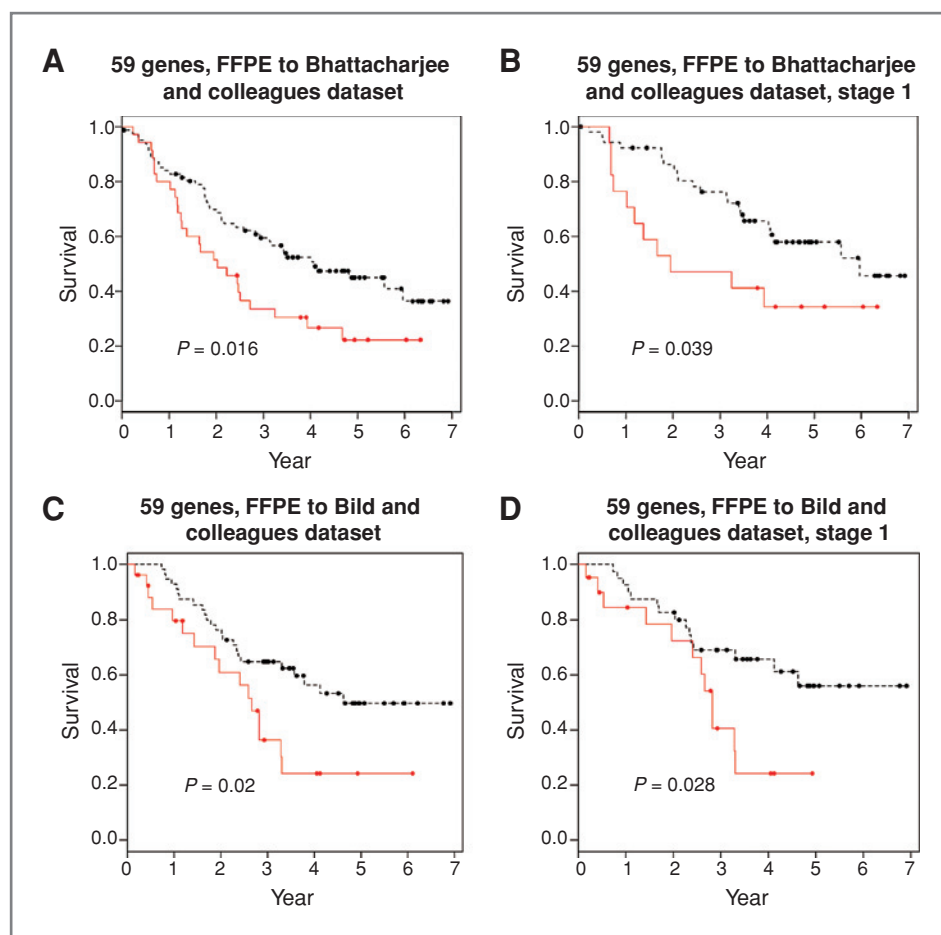 A
59 genes, FFPE to Bhattacharjee
and colleagues dataset
Survival
1.0
0.8
0.6
0.4
0.2
0.0
P = 0.016
0 1 2 3 4 5 6 7
Year
B
59 genes, FFPE to Bhattacharjee
and colleagues dataset, stage 1
Survival
1.0
0.8
0.6
0.4
0.2
0.0
P = 0.039
0 1 2 3 4 5 6 7
Year
C
59 genes, FFPE to Bild and
colleagues dataset
Survival
1.0
0.8
0.6
0.4
0.2
0.0
P = 0.02
0 1 2 3 4 5 6 7
Year
D
59 genes, FFPE to Bild and
colleagues dataset, stage 1
Survival
1.0
0.8
0.6
0.4
0.2
0.0
P = 0.028
0 1 2 3 4 5 6 7
Year